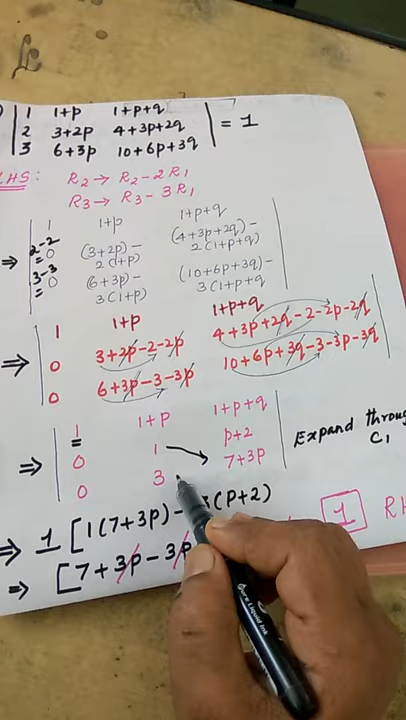 1 1+p 1+p+q
2 3+2p 4+3p+2q = 1
3 6+3p 10+6p+3q
LHS: R₂ → R₂-2R₁
R₃ → R₃-3R₁
1 1+p 1+p+q
⇒ 2-2=0 (3+2p)-2(1+p) (4+3p+2q)-2(1+p+q)
3-3=0 (6+3p)-3(1+p) (10+6p+3q)-3(1+p+q)
1 1+p 1+p+q
⇒ 0 3+2p-2-2p 4+3p+2q-2-2p-2q
0 6+3p-3-3p 10+6p+3q-3-3p-3q
1 1+p 1+p+q
⇒ 0 1 p+2 Expand through C₁
0 3 7+3p
⇒ 1[1(7+3p)-3(p+2)
⇒ [7+3p-3p
1 RH
Pure Liquid Ink